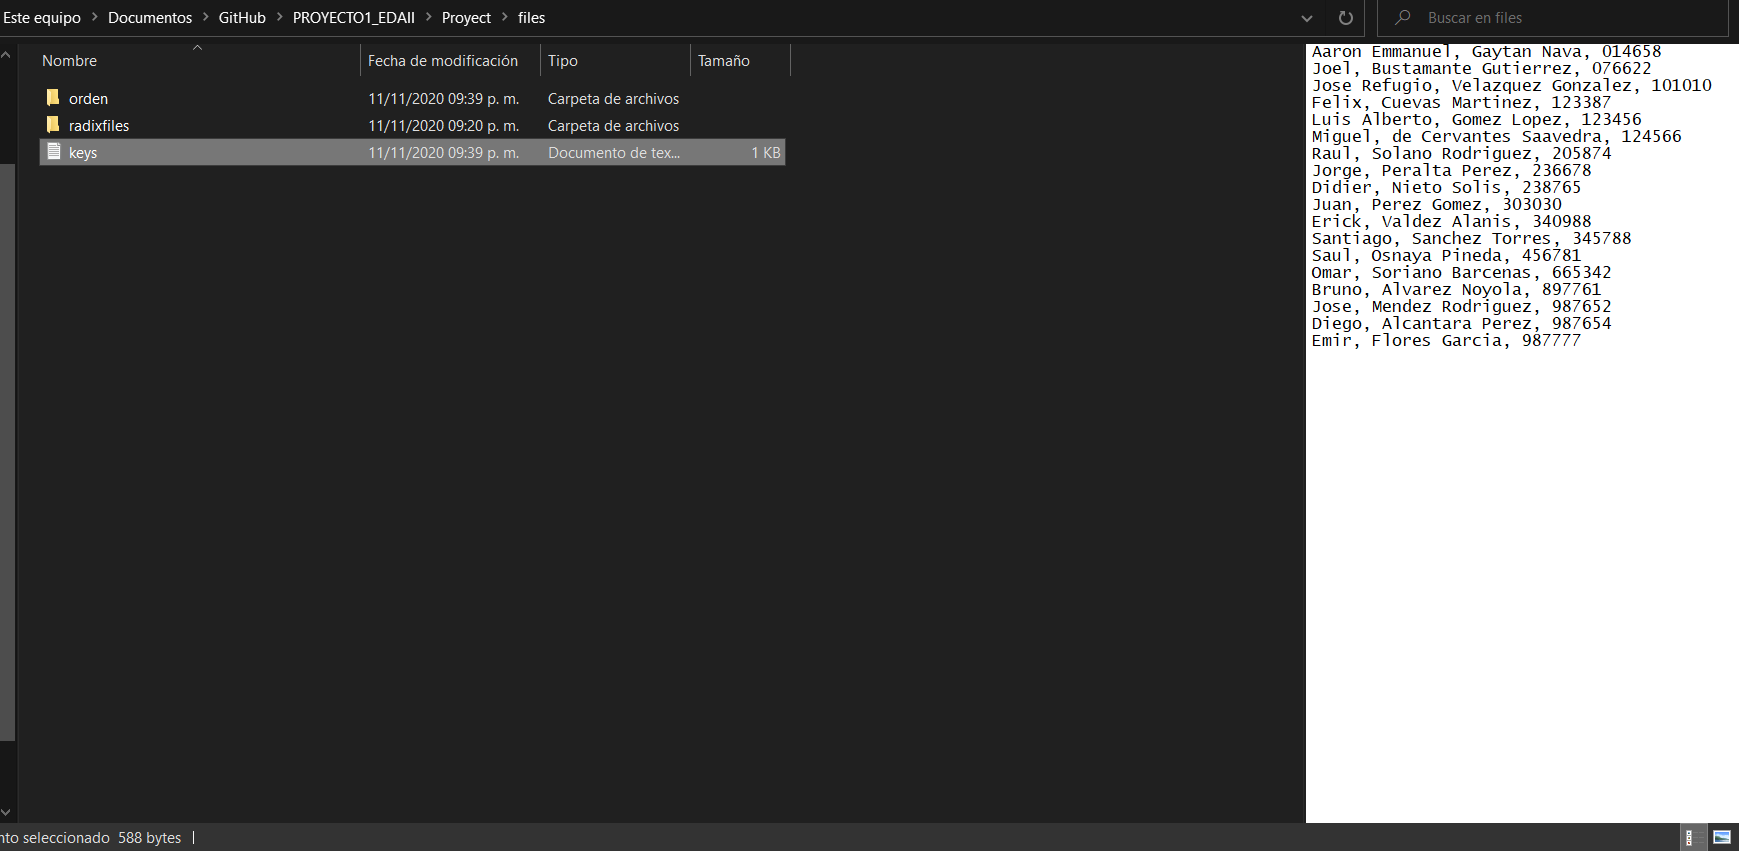 Este equipo > Documentos > GitHub > PROYECTO1_EDAII > Proyect > files
Buscar en files
Nombre Fecha de modificación Tipo Tamaño
orden 11/11/2020 09:39 p. m. Carpeta de archivos
radixfiles 11/11/2020 09:20 p. m. Carpeta de archivos
keys 11/11/2020 09:39 p. m. Documento de tex... 1 KB
Aaron Emmanuel, Gaytan Nava, 014658
Joel, Bustamante Gutierrez, 076622
Jose Refugio, Velazquez Gonzalez, 101010
Felix, Cuevas Martinez, 123387
Luis Alberto, Gomez Lopez, 123456
Miguel, de Cervantes Saavedra, 124566
Raul, Solano Rodriguez, 205874
Jorge, Peralta Perez, 236678
Didier, Nieto Solis, 238765
Juan, Perez Gomez, 303030
Erick, Valdez Alanis, 340988
Santiago, Sanchez Torres, 345788
Saul, Osnaya Pineda, 456781
Omar, Soriano Barcenas, 665342
Bruno, Alvarez Noyola, 897761
Jose, Mendez Rodriguez, 987652
Diego, Alcantara Perez, 987654
Emir, Flores Garcia, 987777
nto seleccionado 588 bytes